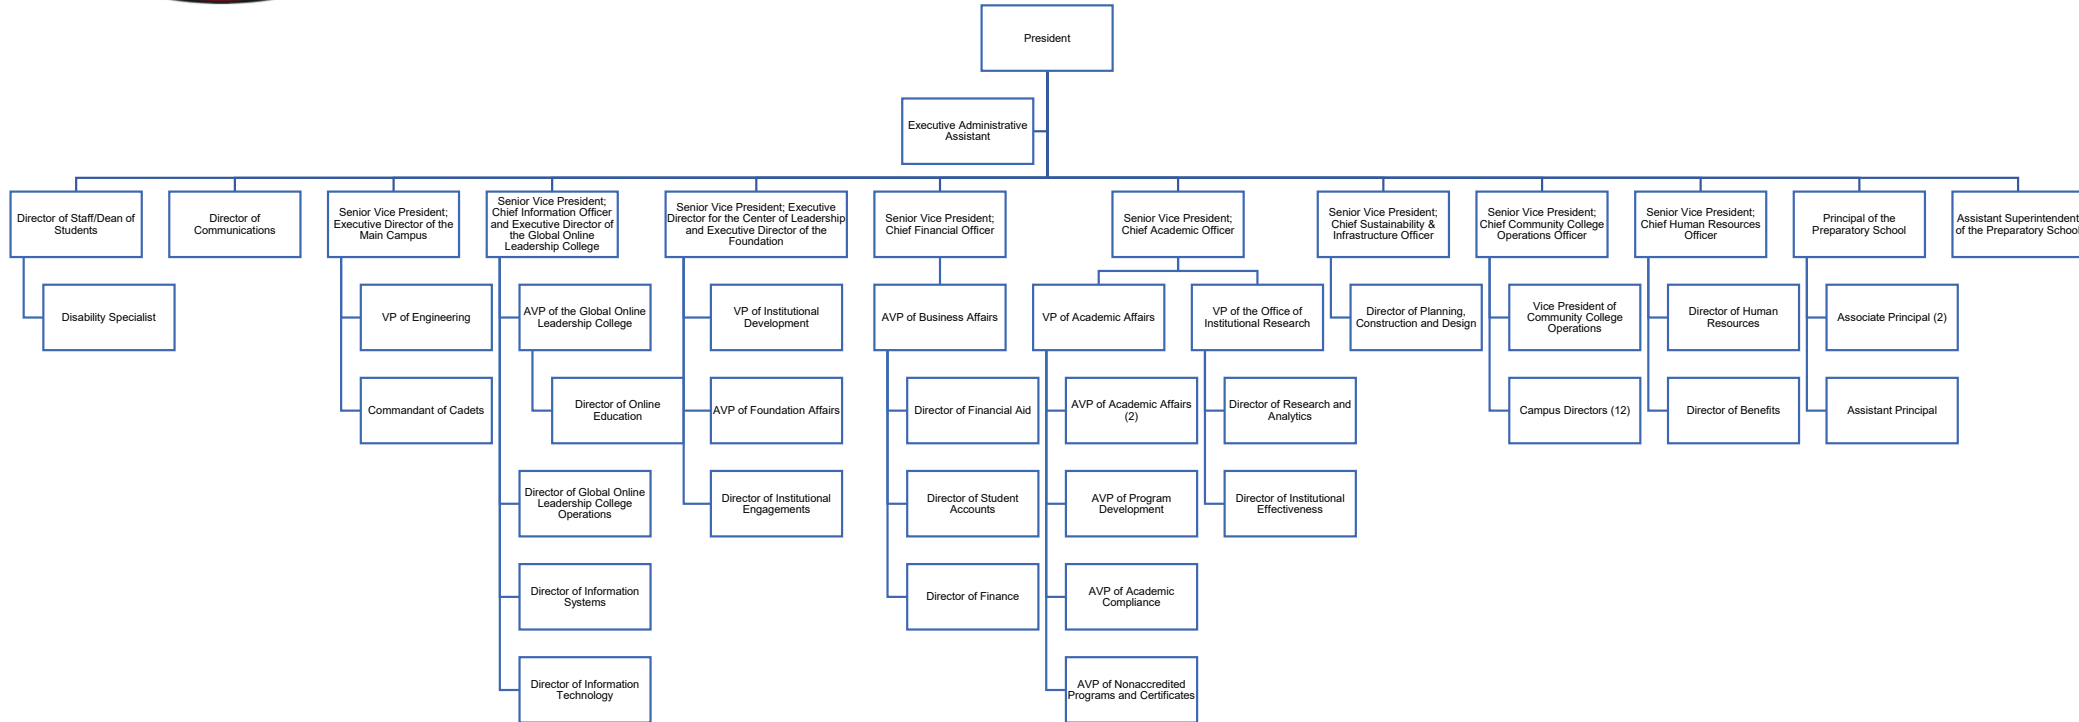 President
Executive Administrative
Assistant
Director of Staff/Dean of
Students
Director of
Communications
Senior Vice President;
Executive Director of the
Main Campus
Senior Vice President;
Chief Information Officer
and Executive Director of
the Global Online
Leadership College
Senior Vice President; Executive
Director for the Center of Leadership
and Executive Director of the
Foundation
Senior Vice President;
Chief Financial Officer
Senior Vice President;
Chief Academic Officer
Senior Vice President;
Chief Sustainability &
Infrastructure Officer
Senior Vice President;
Chief Community College
Operations Officer
Senior Vice President;
Chief Human Resources
Officer
Principal of the
Preparatory School
Assistant Superintendent
of the Preparatory School
Disability Specialist
VP of Engineering
AVP of the Global Online
Leadership College
VP of Institutional
Development
AVP of Business Affairs
VP of Academic Affairs
VP of the Office of
Institutional Research
Director of Planning,
Construction and Design
Vice President of
Community College
Operations
Director of Human
Resources
Associate Principal (2)
Commandant of Cadets
Director of Online
Education
AVP of Foundation Affairs
Director of Financial Aid
AVP of Academic Affairs
(2)
Director of Research and
Analytics
Campus Directors (12)
Director of Benefits
Assistant Principal
Director of Global Online
Leadership College
Operations
Director of Institutional
Engagements
Director of Student
Accounts
AVP of Program
Development
Director of Institutional
Effectiveness
Director of Information
Systems
Director of Finance
AVP of Academic
Compliance
Director of Information
Technology
AVP of Nonaccredited
Programs and Certificates